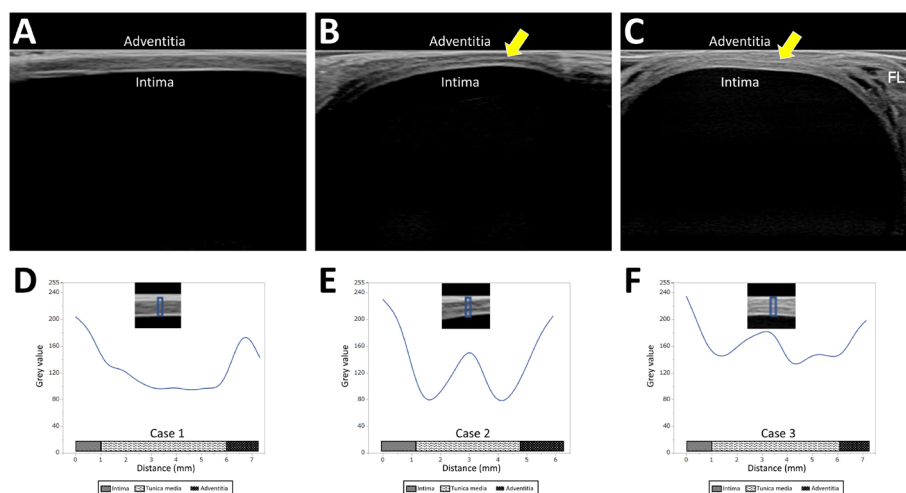 A
Adventitia
Intima
B
Adventitia
Intima
C
Adventitia
Intima
FL
D
Grey value
255
240
200
160
120
80
40
0
Case 1
0 1 2 3 4 5 6 7
Distance (mm)
Intima Tunica media Adventitia
E
Grey value
255
240
200
160
120
80
40
0
Case 2
0 1 2 3 4 5 6
Distance (mm)
Intima Tunica media Adventitia
F
Grey value
255
240
200
160
120
80
40
0
Case 3
0 1 2 3 4 5 6 7
Distance (mm)
Intima Tunica media Adventitia